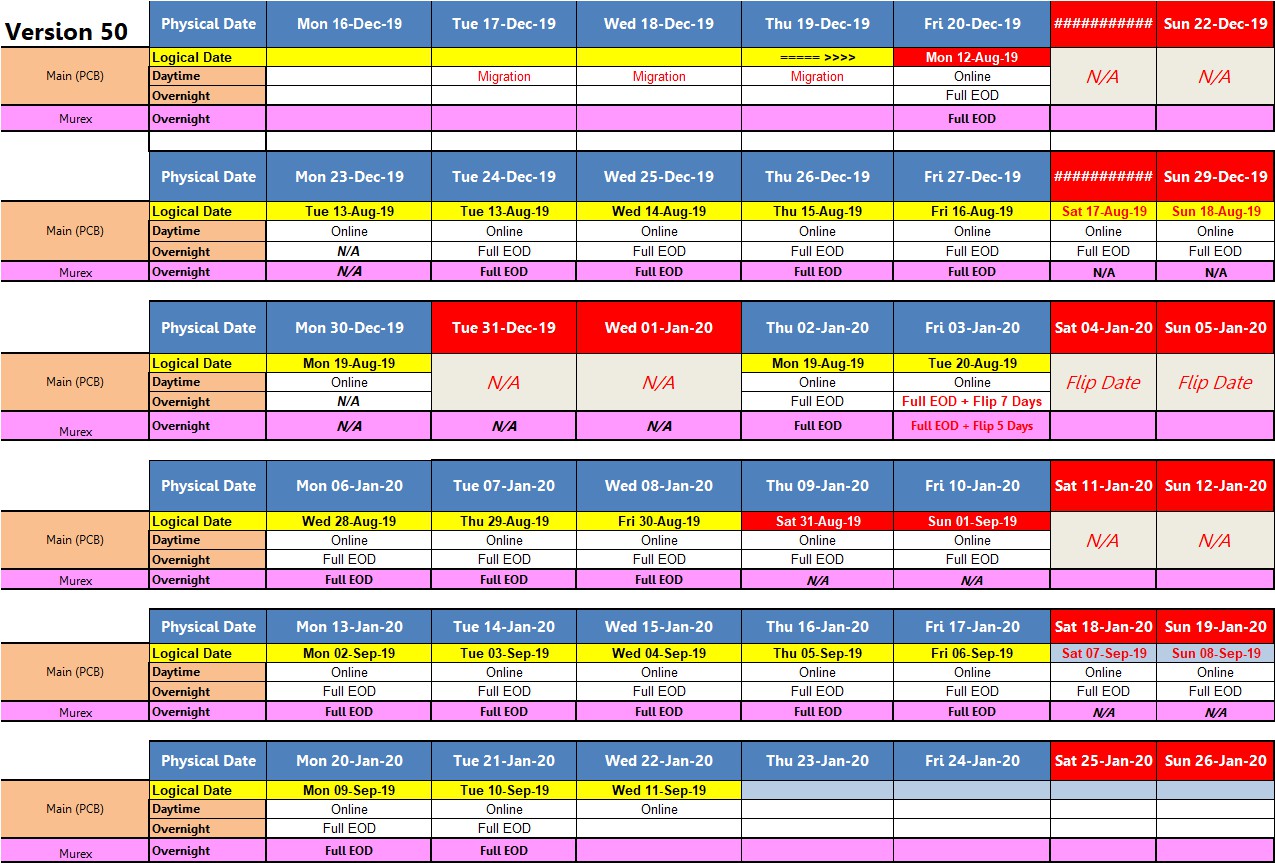 Version 50 Physical Date Mon 16-Dec-19 Tue 17-Dec-19 Wed 18-Dec-19 Thu 19-Dec-19 Fri 20-Dec-19 ########### Sun 22-Dec-19
Logical Date ===== >>>> Mon 12-Aug-19
Main (PCB) Daytime Migration Migration Migration Online N/A N/A
Overnight Full EOD
Murex Overnight Full EOD
Physical Date Mon 23-Dec-19 Tue 24-Dec-19 Wed 25-Dec-19 Thu 26-Dec-19 Fri 27-Dec-19 ########### Sun 29-Dec-19
Logical Date Tue 13-Aug-19 Tue 13-Aug-19 Wed 14-Aug-19 Thu 15-Aug-19 Fri 16-Aug-19 Sat 17-Aug-19 Sun 18-Aug-19
Main (PCB) Daytime Online Online Online Online Online Online Online
Overnight N/A Full EOD Full EOD Full EOD Full EOD Full EOD Full EOD
Murex Overnight N/A Full EOD Full EOD Full EOD Full EOD N/A N/A
Physical Date Mon 30-Dec-19 Tue 31-Dec-19 Wed 01-Jan-20 Thu 02-Jan-20 Fri 03-Jan-20 Sat 04-Jan-20 Sun 05-Jan-20
Logical Date Mon 19-Aug-19 Mon 19-Aug-19 Tue 20-Aug-19
Main (PCB) Daytime Online N/A N/A Online Online Flip Date Flip Date
Overnight N/A Full EOD Full EOD + Flip 7 Days
Murex Overnight N/A N/A N/A Full EOD Full EOD + Flip 5 Days
Physical Date Mon 06-Jan-20 Tue 07-Jan-20 Wed 08-Jan-20 Thu 09-Jan-20 Fri 10-Jan-20 Sat 11-Jan-20 Sun 12-Jan-20
Logical Date Wed 28-Aug-19 Thu 29-Aug-19 Fri 30-Aug-19 Sat 31-Aug-19 Sun 01-Sep-19
Main (PCB) Daytime Online Online Online Online Online N/A N/A
Overnight Full EOD Full EOD Full EOD Full EOD Full EOD
Murex Overnight Full EOD Full EOD Full EOD N/A N/A
Physical Date Mon 13-Jan-20 Tue 14-Jan-20 Wed 15-Jan-20 Thu 16-Jan-20 Fri 17-Jan-20 Sat 18-Jan-20 Sun 19-Jan-20
Logical Date Mon 02-Sep-19 Tue 03-Sep-19 Wed 04-Sep-19 Thu 05-Sep-19 Fri 06-Sep-19 Sat 07-Sep-19 Sun 08-Sep-19
Main (PCB) Daytime Online Online Online Online Online Online Online
Overnight Full EOD Full EOD Full EOD Full EOD Full EOD Full EOD Full EOD
Murex Overnight Full EOD Full EOD Full EOD Full EOD Full EOD N/A N/A
Physical Date Mon 20-Jan-20 Tue 21-Jan-20 Wed 22-Jan-20 Thu 23-Jan-20 Fri 24-Jan-20 Sat 25-Jan-20 Sun 26-Jan-20
Logical Date Mon 09-Sep-19 Tue 10-Sep-19 Wed 11-Sep-19
Main (PCB) Daytime Online Online Online
Overnight Full EOD Full EOD
Murex Overnight Full EOD Full EOD